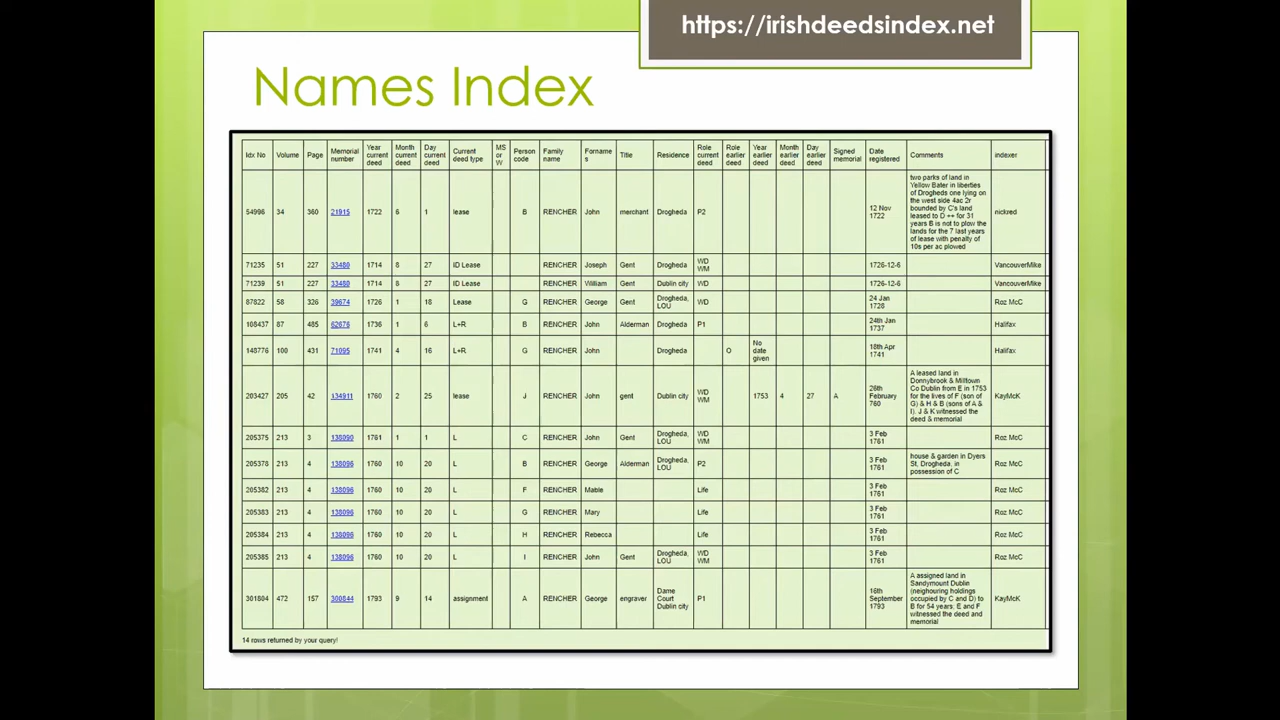 https://irishdeedsindex.net
Names Index
Idx No Volume Page Memorial number Year current deed Month current deed Day current deed Current deed type MS or W Person code Family name Forname s Title Residence Role current deed Role earlier deed Year earlier deed Month earlier deed Day earlier deed Signed memorial Date registered Comments indexer
54996 34 360 21915 1722 6 1 lease B RENCHER John merchant Drogheda P2 12 Nov 1722 two parks of land in Yellow Bater in liberties of Drogheds one lying on the west side 4ac 2r bounded by C's land leased to D ++ for 31 years B is not to plow the lands for the 7 last years of lease with penalty of 10s per ac plowed nickred
71235 51 227 33480 1714 8 27 ID Lease RENCHER Joseph Gent Drogheda WD WM 1726-12-6 VancouverMike
71239 51 227 33480 1714 8 27 ID Lease RENCHER William Gent Dublin city WD 1726-12-6 VancouverMike
87822 58 326 39674 1726 1 18 Lease G RENCHER George Gent Drogheda, LOU WD 24 Jan 1728 Roz McC
108437 87 485 62676 1736 1 6 L+R B RENCHER John Alderman Drogheda P1 24th Jan 1737 Halifax
148776 100 431 71095 1741 4 16 L+R G RENCHER John Drogheda O No date given 18th Apr 1741 Halifax
203427 205 42 134911 1760 2 25 lease J RENCHER John gent Dublin city WD WM 1753 4 27 A 26th February 760 A leased land in Donnybrook & Milltown Co Dublin from E in 1753 for the lives of F (son of G) & H & B (sons of A & I). J & K witnessed the deed & memorial KayMcK
205375 213 3 138090 1761 1 1 L C RENCHER John Gent Drogheda, LOU WD WM 3 Feb 1761 Roz McC
205378 213 4 138096 1760 10 20 L B RENCHER George Alderman Drogheda, LOU P2 3 Feb 1761 house & garden in Dyers St, Drogheda, in possession of C Roz McC
205382 213 4 138096 1760 10 20 L F RENCHER Mable Life 3 Feb 1761 Roz McC
205383 213 4 138096 1760 10 20 L G RENCHER Mary Life 3 Feb 1761 Roz McC
205384 213 4 138096 1760 10 20 L H RENCHER Rebecca Life 3 Feb 1761 Roz McC
205385 213 4 138096 1760 10 20 L I RENCHER John Gent Drogheda, LOU WD WM 3 Feb 1761 Roz McC
301804 472 157 300844 1793 9 14 assignment A RENCHER George engraver Dame Court Dublin city P1 16th September 1793 A assigned land in Sandymount Dublin (neighouring holdings occupied by C and D) to B for 54 years; E and F witnessed the deed and memorial KayMcK
14 rows returned by your query!